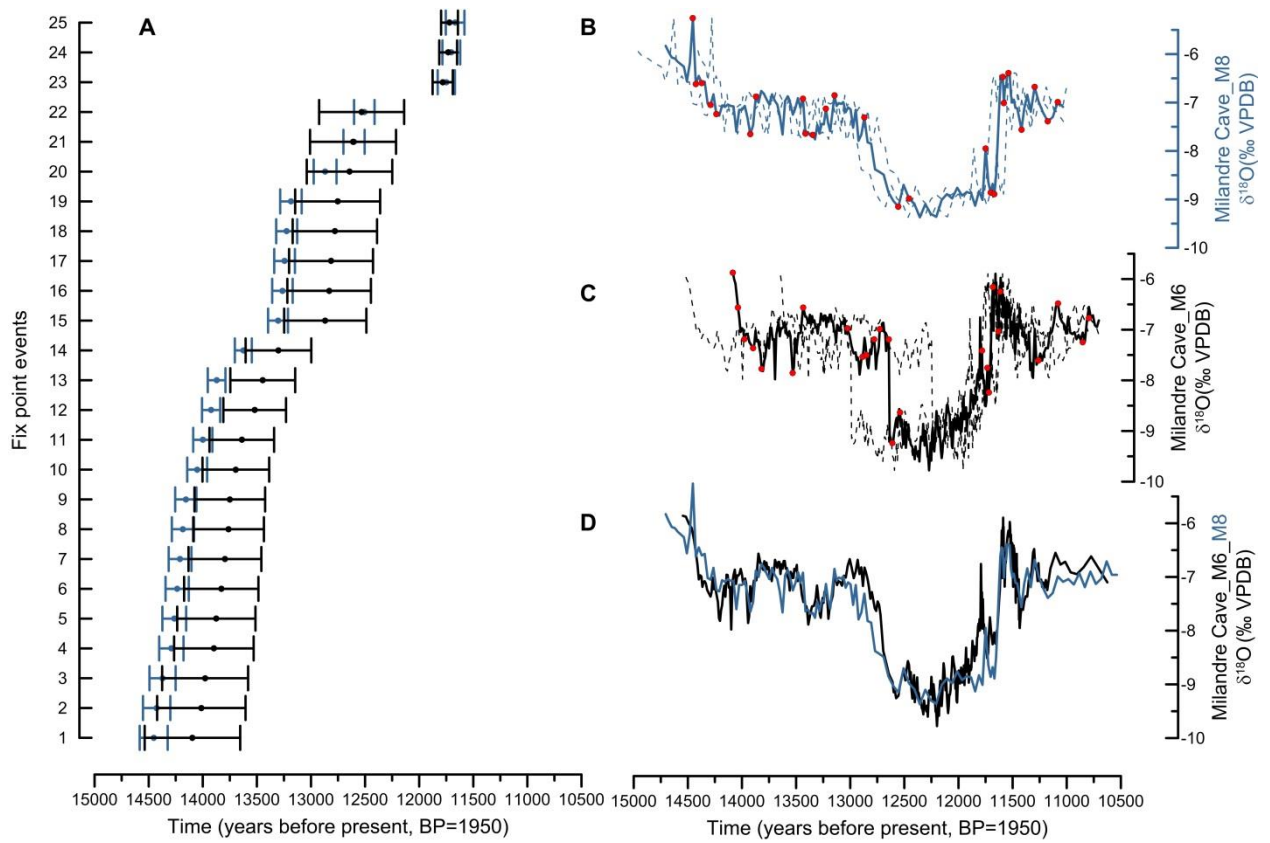 A
Fix point events
25
24
23
22
21
20
19
18
17
16
15
14
13
12
11
10
9
8
7
6
5
4
3
2
1
15000 14500 14000 13500 13000 12500 12000 11500 11000 10500
Time (years before present, BP=1950)
B
-6
-7
-8
-9
-10
Milandre Cave_M8
δ18O(‰ VPDB)
C
-6
-7
-8
-9
-10
Milandre Cave_M6
δ18O(‰ VPDB)
D
-6
-7
-8
-9
-10
Milandre Cave_M6_M8
δ18O(‰ VPDB)
15000 14500 14000 13500 13000 12500 12000 11500 11000 10500
Time (years before present, BP=1950)